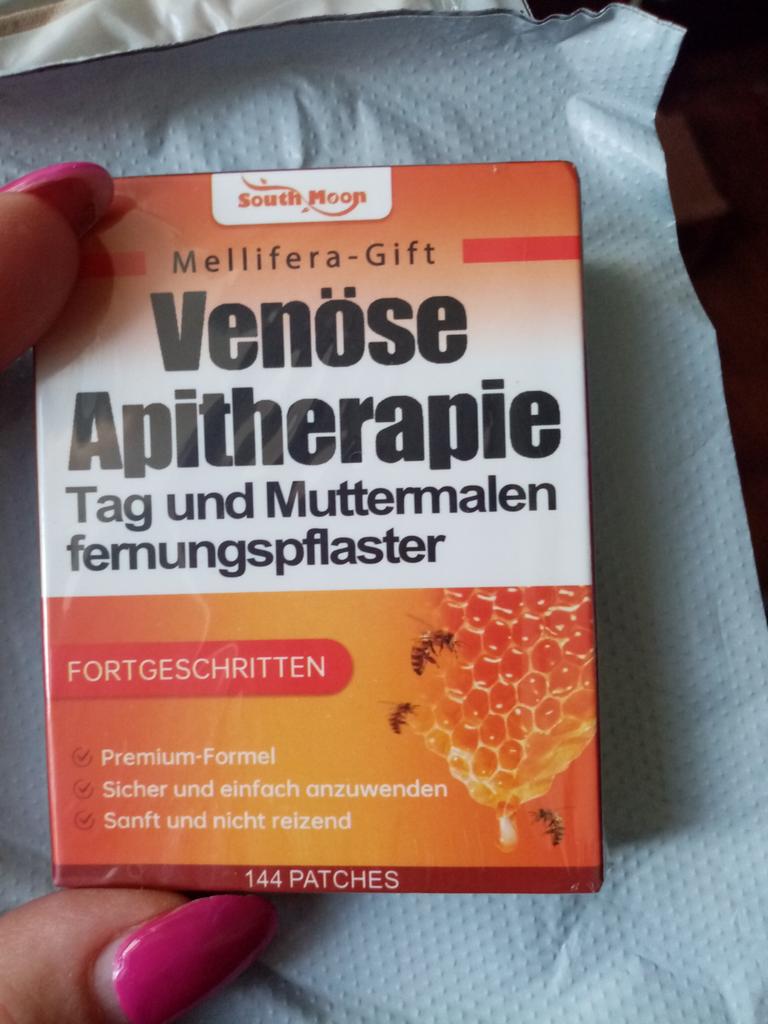 South Moon
Mellifera-Gift
Venöse
Apitherapie
Tag und Muttermalen
fernungspflaster
FORTGESCHRITTEN
Premium-Formel
Sicher und einfach anzuwenden
Sanft und nicht reizend
144 PATCHES